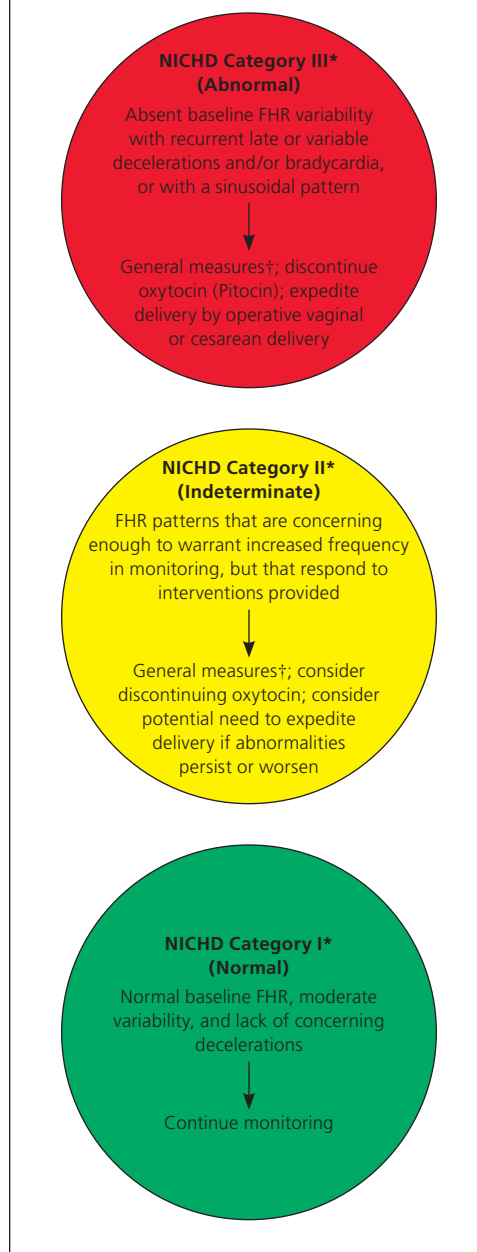 NICHD Category III*
(Abnormal)
Absent baseline FHR variability
with recurrent late or variable
decelerations and/or bradycardia,
or with a sinusoidal pattern
General measures†; discontinue
oxytocin (Pitocin); expedite
delivery by operative vaginal
or cesarean delivery
NICHD Category II*
(Indeterminate)
FHR patterns that are concerning
enough to warrant increased frequency
in monitoring, but that respond to
interventions provided
General measures†; consider
discontinuing oxytocin; consider
potential need to expedite
delivery if abnormalities
persist or worsen
NICHD Category I*
(Normal)
Normal baseline FHR, moderate
variability, and lack of concerning
decelerations
Continue monitoring